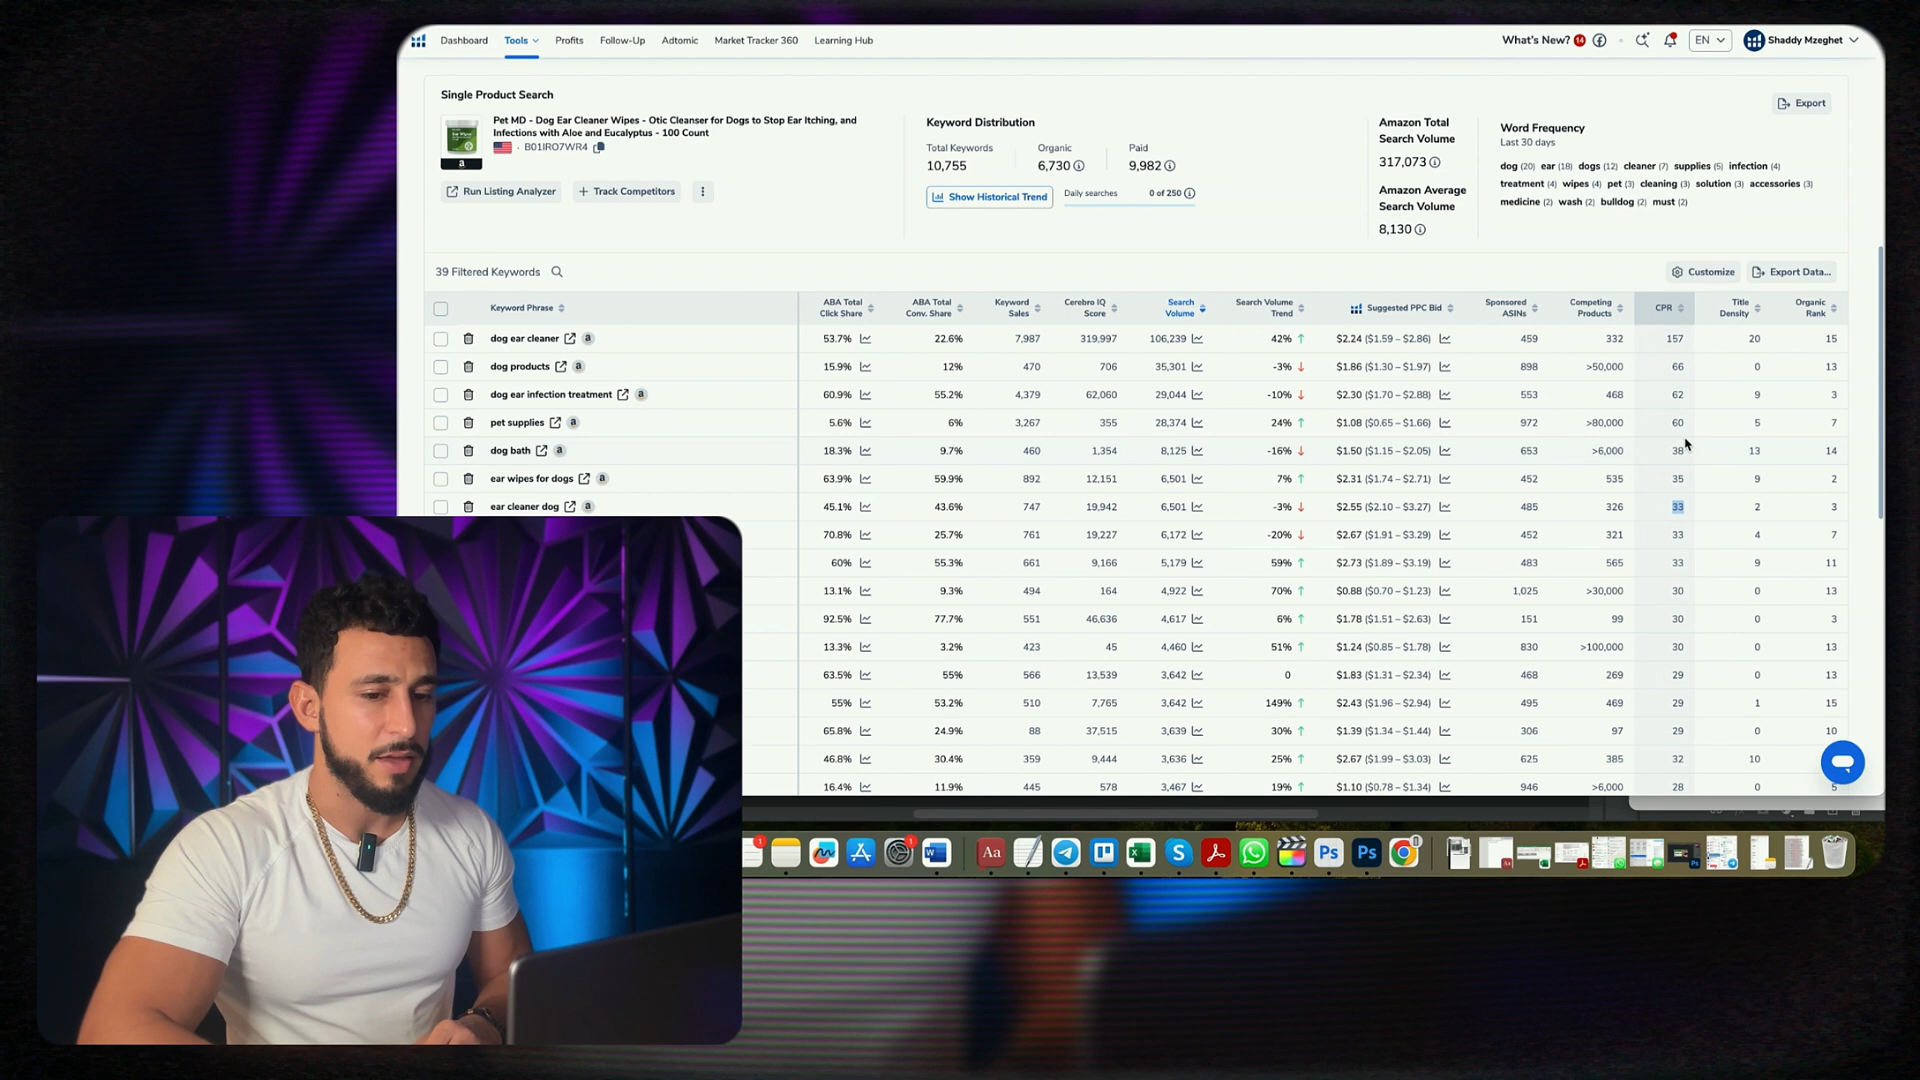 Dashboard Tools Profits Follow-Up Adtomic Market Tracker 360 Learning Hub What's New? 14 EN Shaddy Mzeghet
Single Product Search
Export
Pet MD - Dog Ear Cleaner Wipes - Otic Cleanser for Dogs to Stop Ear Itching, and
Infections with Aloe and Eucalyptus - 100 Count
B01IRO7WR4
Run Listing Analyzer + Track Competitors
Keyword Distribution
Total Keywords Organic Paid
10,755 6,730 9,982
Show Historical Trend Daily searches 0 of 250
Amazon Total
Search Volume
317,073
Amazon Average
Search Volume
8,130
Word Frequency
Last 30 days
dog (20) ear (18) dogs (12) cleaner (7) supplies (5) infection (4)
treatment (4) wipes (4) pet (3) cleaning (3) solution (3) accessories (3)
medicine (2) wash (2) bulldog (2) must (2)
39 Filtered Keywords Customize Export Data...
Keyword Phrase ABA Total Click Share ABA Total Conv. Share Keyword Sales Cerebro IQ Score Search Volume Search Volume Trend Suggested PPC Bid Sponsored ASINs Competing Products CPR Title Density Organic Rank
dog ear cleaner 53.7% 22.6% 7,987 319,997 106,239 42% ↑ $2.24 ($1.59 – $2.86) 459 332 157 20 15
dog products 15.9% 12% 470 706 35,301 -3% ↓ $1.86 ($1.30 – $1.97) 898 >50,000 66 0 13
dog ear infection treatment 60.9% 55.2% 4,379 62,060 29,044 -10% ↓ $2.30 ($1.70 – $2.88) 553 468 62 9 3
pet supplies 5.6% 6% 3,267 355 28,374 24% ↑ $1.08 ($0.65 – $1.66) 972 >80,000 60 5 7
dog bath 18.3% 9.7% 460 1,354 8,125 -16% ↓ $1.50 ($1.15 – $2.05) 653 >6,000 38 13 14
ear wipes for dogs 63.9% 59.9% 892 12,151 6,501 7% ↑ $2.31 ($1.74 – $2.71) 452 535 35 9 2
ear cleaner dog 45.1% 43.6% 747 19,942 6,501 -3% ↓ $2.55 ($2.10 – $3.27) 485 326 33 2 3
70.8% 25.7% 761 19,227 6,172 -20% ↓ $2.67 ($1.91 – $3.29) 452 321 33 4 7
60% 55.3% 661 9,166 5,179 59% ↑ $2.73 ($1.89 – $3.19) 483 565 33 9 11
13.1% 9.3% 494 164 4,922 70% ↑ $0.88 ($0.70 – $1.23) 1,025 >30,000 30 0 13
92.5% 77.7% 551 46,636 4,617 6% ↑ $1.78 ($1.51 – $2.63) 151 99 30 0 3
13.3% 3.2% 423 45 4,460 51% ↑ $1.24 ($0.85 – $1.78) 830 >100,000 30 0 13
63.5% 55% 566 13,539 3,642 0 $1.83 ($1.31 – $2.34) 468 269 29 0 13
55% 53.2% 510 7,765 3,642 149% ↑ $2.43 ($1.96 – $2.94) 495 469 29 1 15
65.8% 24.9% 88 37,515 3,639 30% ↑ $1.39 ($1.34 – $1.44) 306 97 29 0 10
46.8% 30.4% 359 9,444 3,636 25% ↑ $2.67 ($1.99 – $3.03) 625 385 32 10
16.4% 11.9% 445 578 3,467 19% ↑ $1.10 ($0.78 – $1.34) 946 >6,000 28 0 5
1 1 W Aa X S Ps Ps